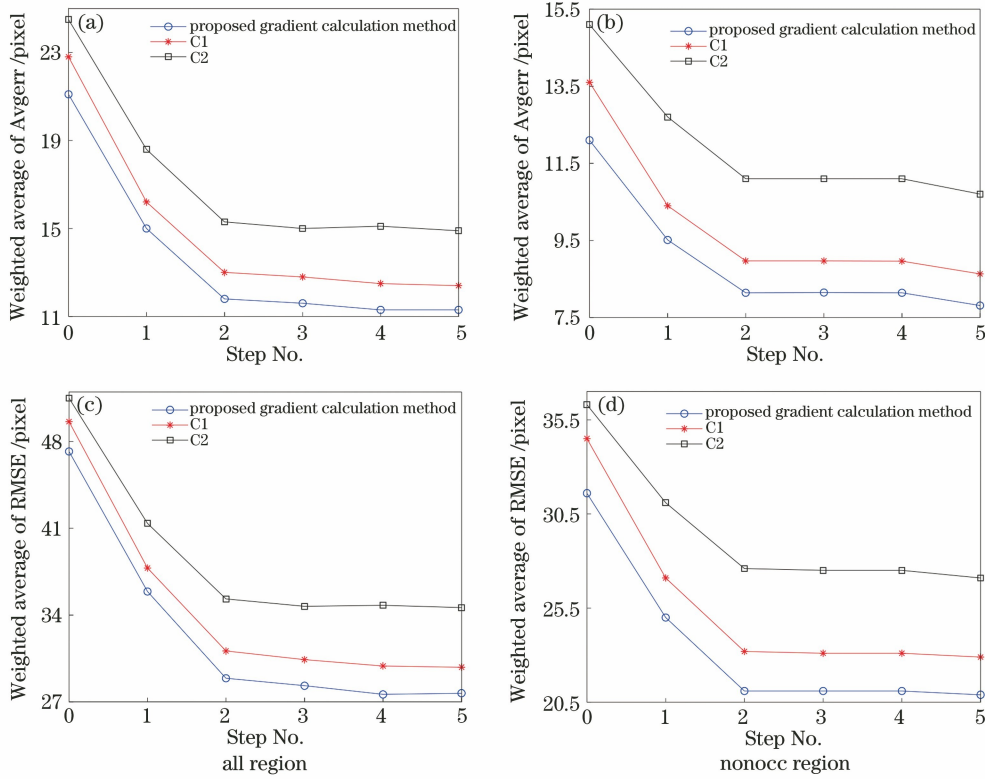 (a)
proposed gradient calculation method
C1
C2
Weighted average of Avgerr /pixel
23
19
15
11
0 1 2 3 4 5
Step No.
(b)
proposed gradient calculation method
C1
C2
Weighted average of Avgerr /pixel
15.5
13.5
11.5
9.5
7.5
0 1 2 3 4 5
Step No.
(c)
proposed gradient calculation method
C1
C2
Weighted average of RMSE /pixel
48
41
34
27
0 1 2 3 4 5
Step No.
all region
(d)
proposed gradient calculation method
C1
C2
Weighted average of RMSE /pixel
35.5
30.5
25.5
20.5
0 1 2 3 4 5
Step No.
nonocc region